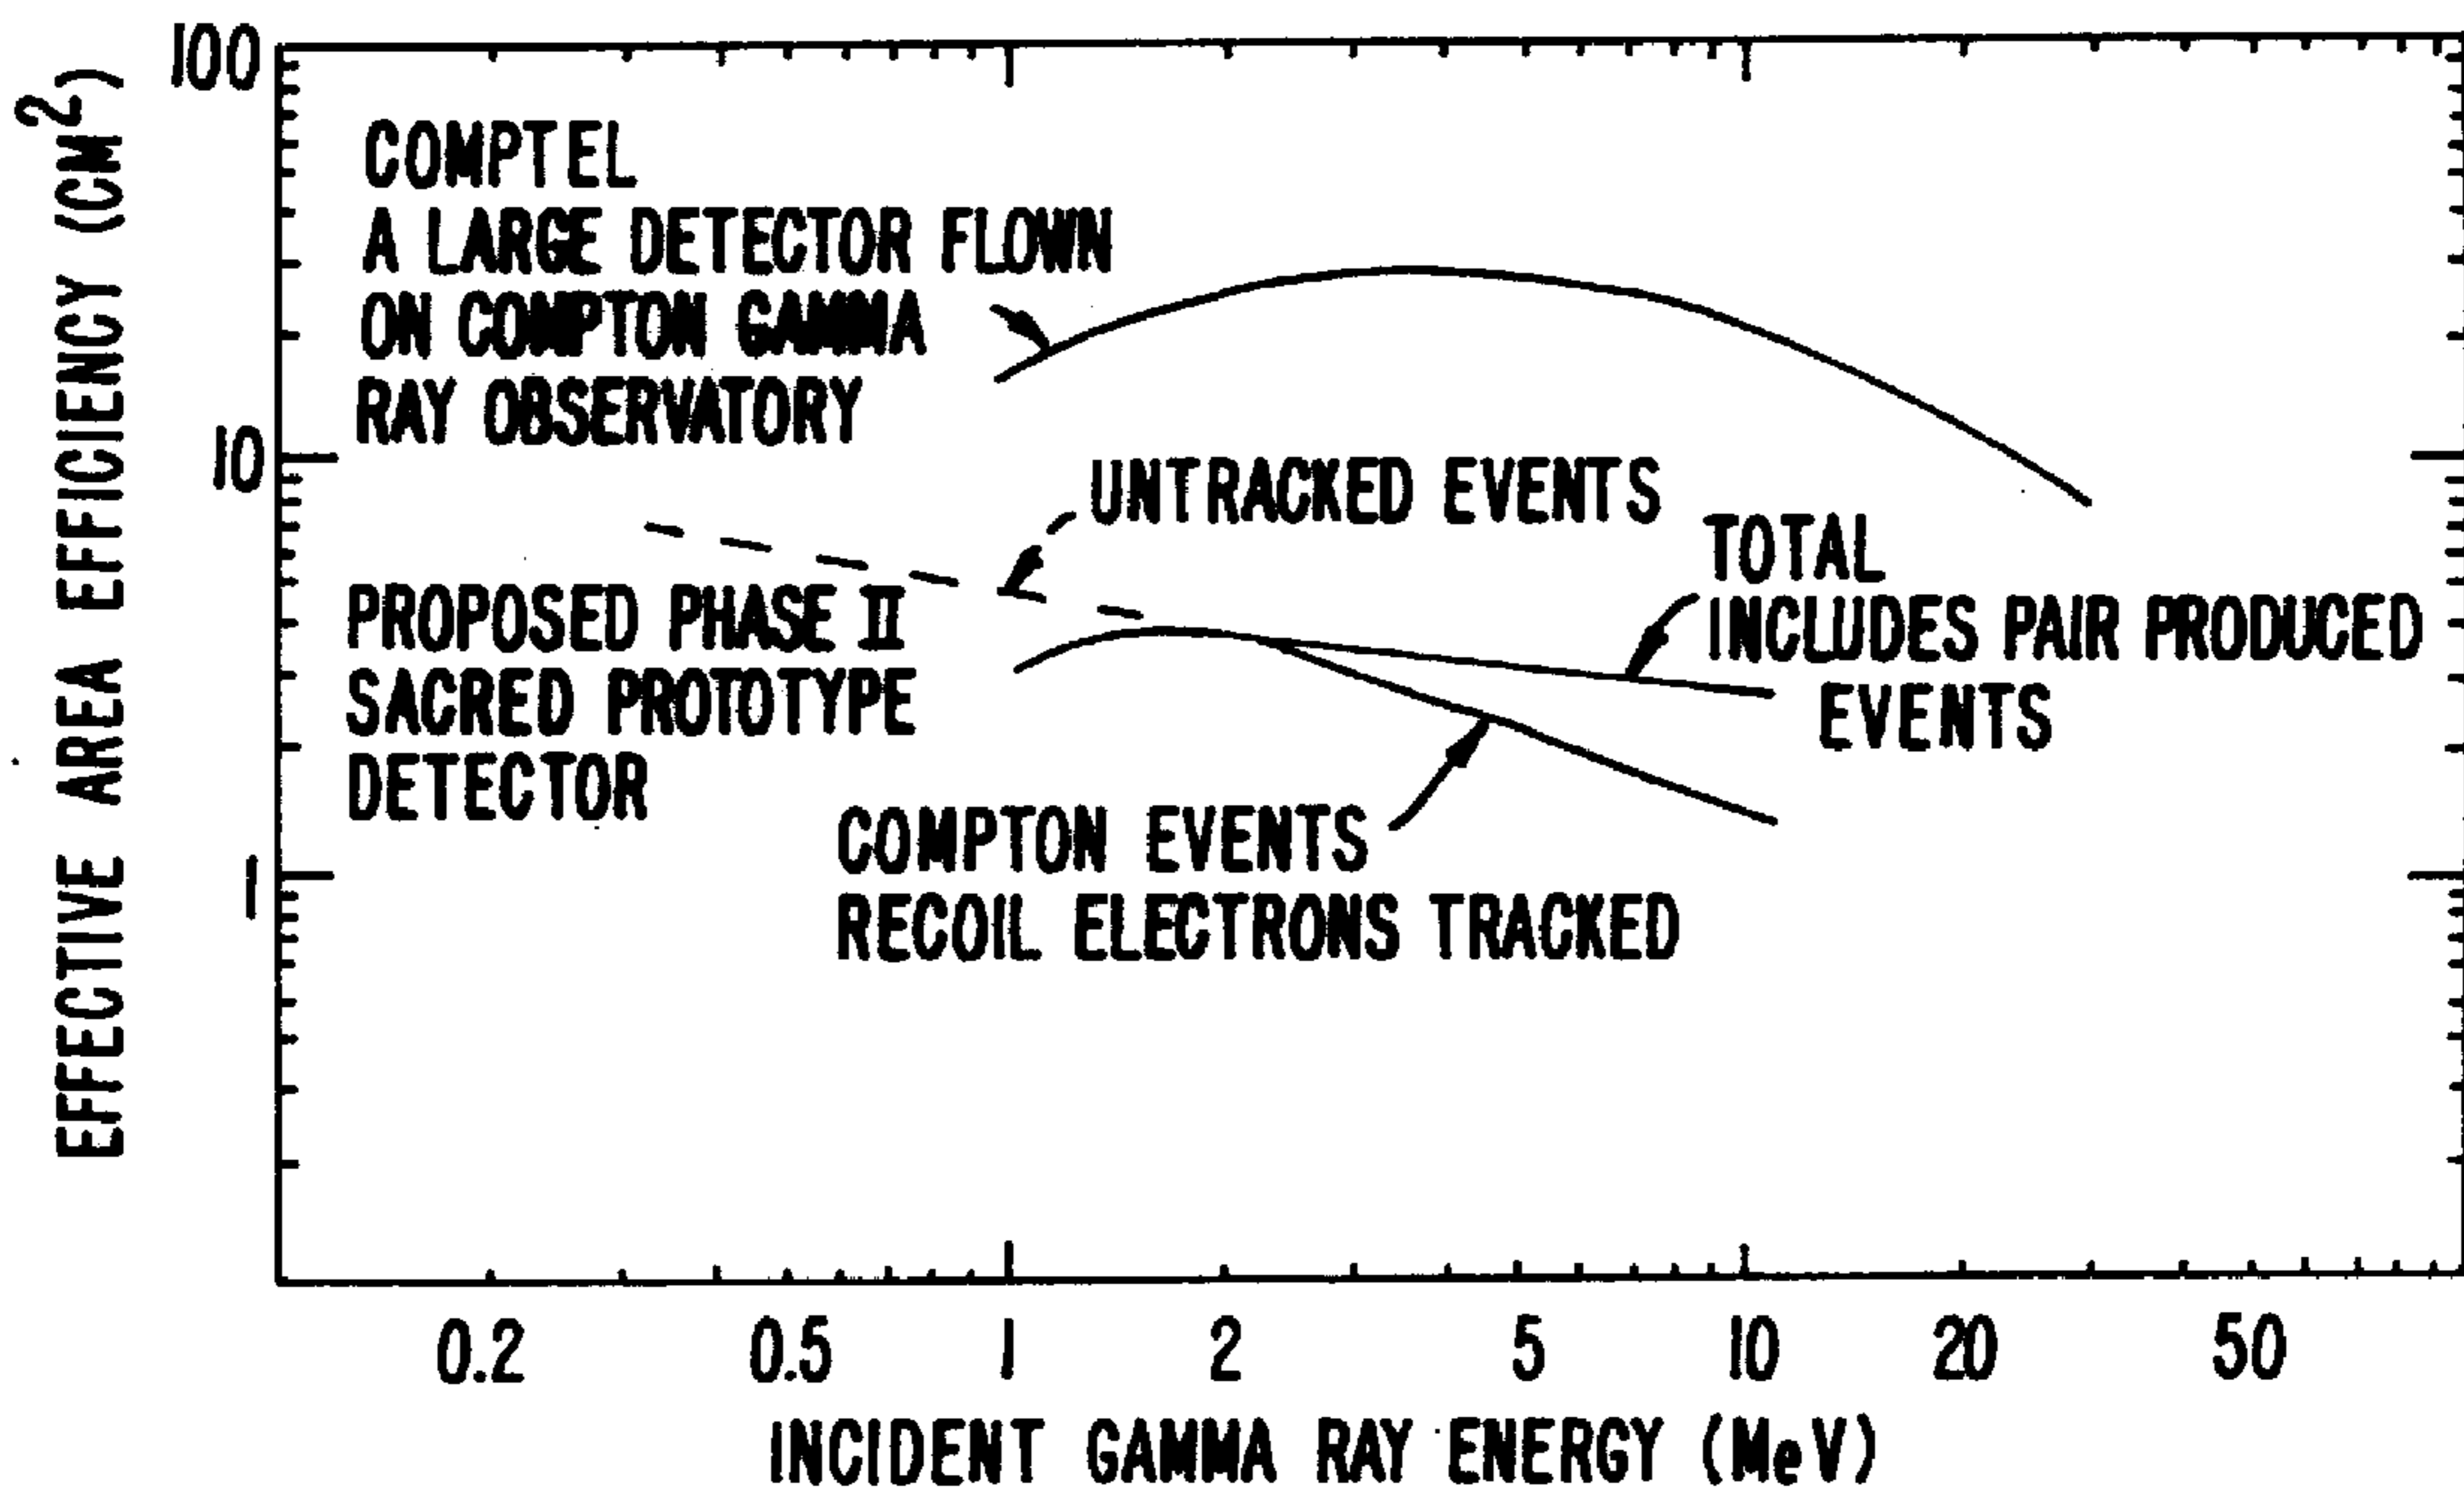 EFFECTIVE AREA EFFICIENCY (CM²)
100
10
1
COMPTEL
A LARGE DETECTOR FLOWN
ON COMPTON GAMMA
RAY OBSERVATORY
UNTRACKED EVENTS
TOTAL
INCLUDES PAIR PRODUCED
EVENTS
PROPOSED PHASE II
SACRED PROTOTYPE
DETECTOR
COMPTON EVENTS
RECOIL ELECTRONS TRACKED
0.2 0.5 1 2 5 10 20 50
INCIDENT GAMMA RAY ENERGY (MeV)